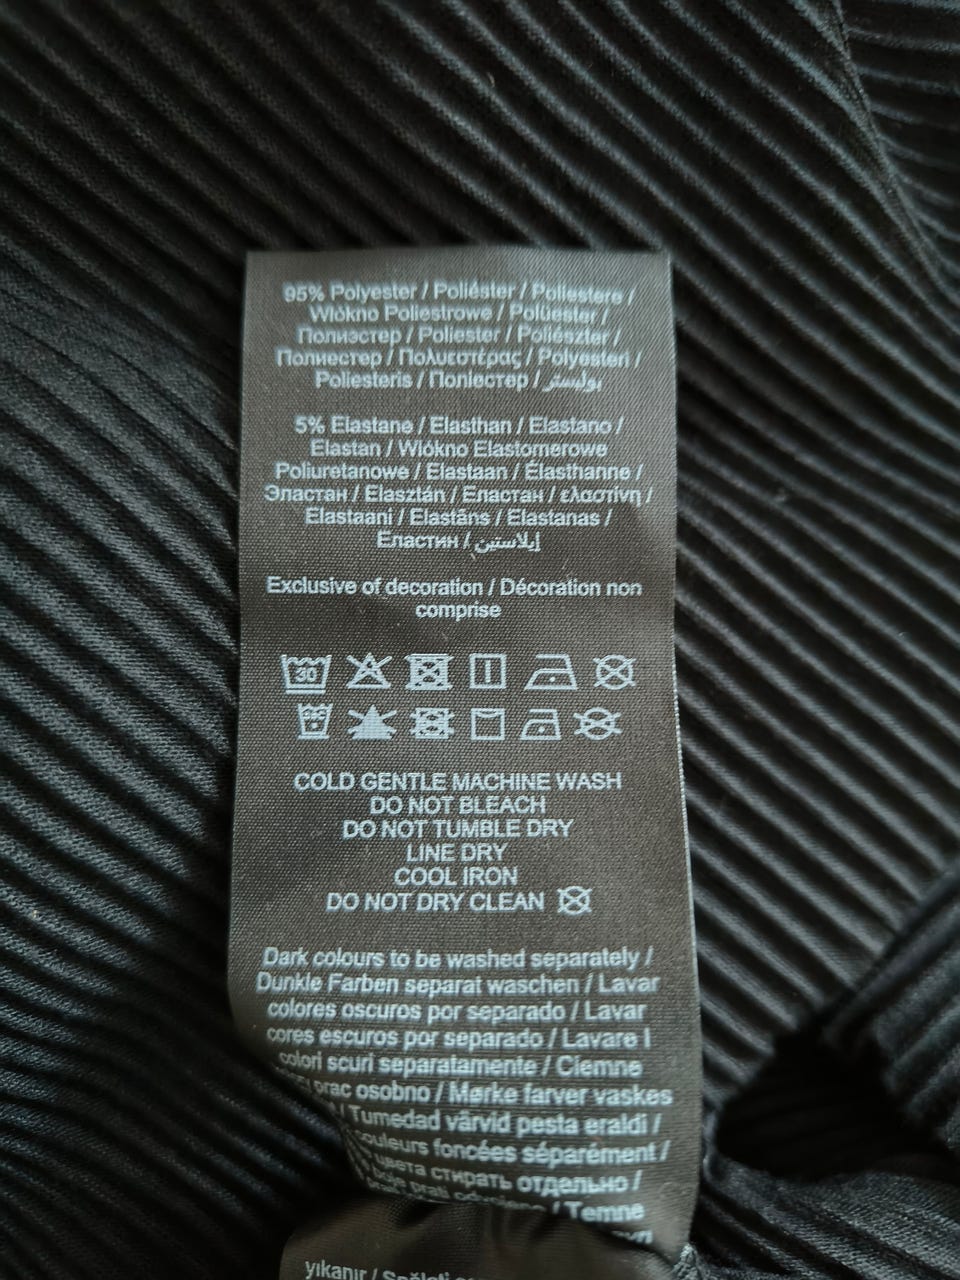 95% Polyester / Poliéster / Poliestere /
Włókno Poliestrowe / Polüester /
Полиэстер / Poliester / Poliészter /
Полиестер / Πολυεστέρας / Polyesteri /
Poliesteris / Поліестер / بوليستر
5% Elastane / Elasthan / Elastano /
Elastan / Włókno Elastomerowe
Poliuretanowe / Elastaan / Élasthanne /
Эластан / Elasztán / Еластан / ελαστίνη /
Elastaani / Elastāns / Elastanas /
Еластин / إيلاستين
Exclusive of decoration / Décoration non
comprise
30
COLD GENTLE MACHINE WASH
DO NOT BLEACH
DO NOT TUMBLE DRY
LINE DRY
COOL IRON
DO NOT DRY CLEAN
Dark colours to be washed separately /
Dunkle Farben separat waschen / Lavar
colores oscuros por separado / Lavar
cores escuros por separado / Lavare I
colori scuri separatamente / Ciemne
prac osobno / Mørke farver vaskes
/ Tumedad värvid pesta eraldi /
couleurs foncées séparément /
цвета стирать отдельно /
prati odvojeno / Temne
yıkanır /